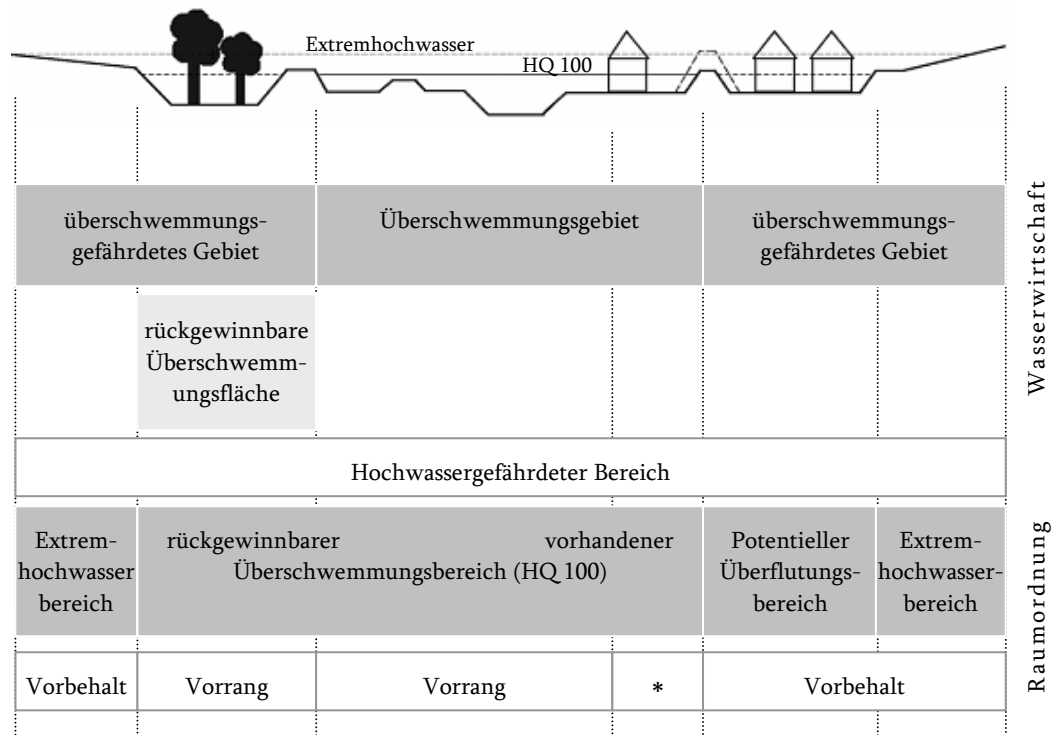 Extremhochwasser
HQ 100
überschwemmungs-
gefährdetes Gebiet
Überschwemmungsgebiet
überschwemmungs-
gefährdetes Gebiet
rückgewinnbare
Überschwemm-
ungsfläche
Wasserwirtschaft
Hochwassergefährdeter Bereich
Extrem-
hochwasser
bereich
rückgewinnbarer vorhandener
Überschwemmungsbereich (HQ 100)
Potentieller
Überflutungs-
bereich
Extrem-
hochwasser-
bereich
Raumordnung
Vorbehalt
Vorrang
Vorrang
*
Vorbehalt